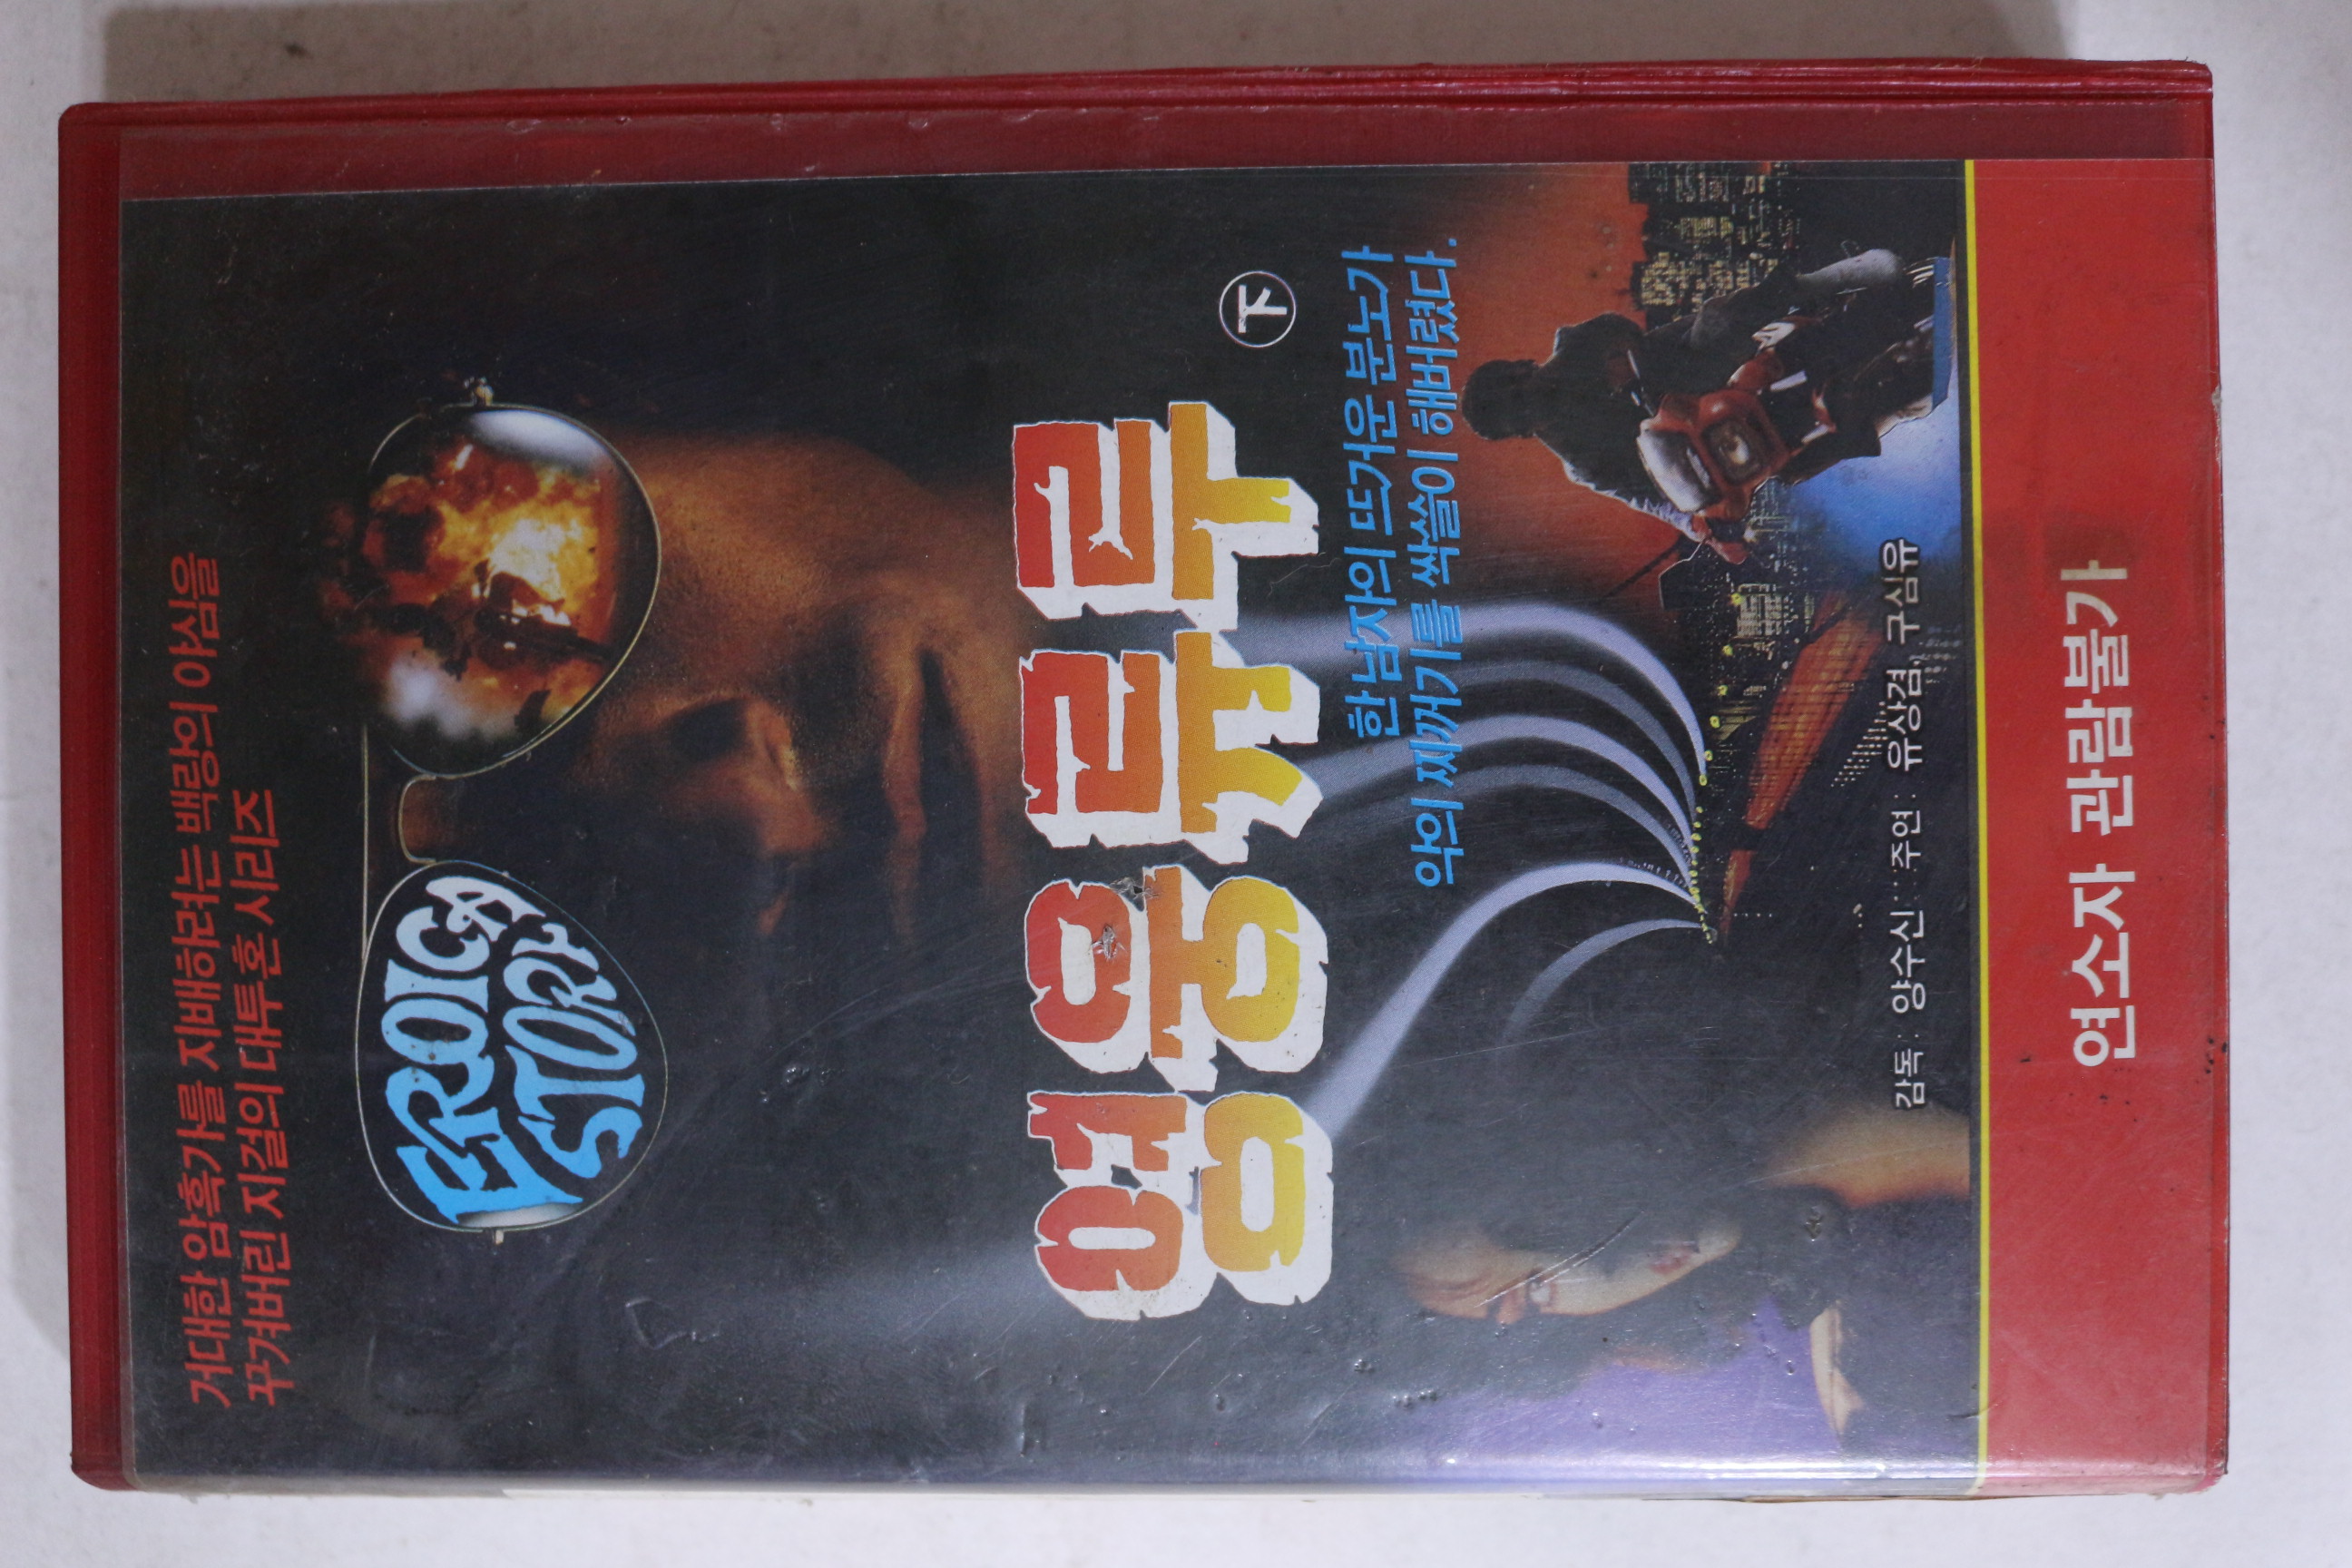 거대한 암흑가를 지배하려는 백랑의 야심을
꾸겨버린 지걸의 대투혼 시리즈
EROICA
STORY
영웅류루
下
한 남자의 뜨거운 분노가
악의 찌꺼기를 싹쓸이 해버렸다.
감독 : 양수신 : 주연 : 유상겸, 구심유
연소자 관람불가